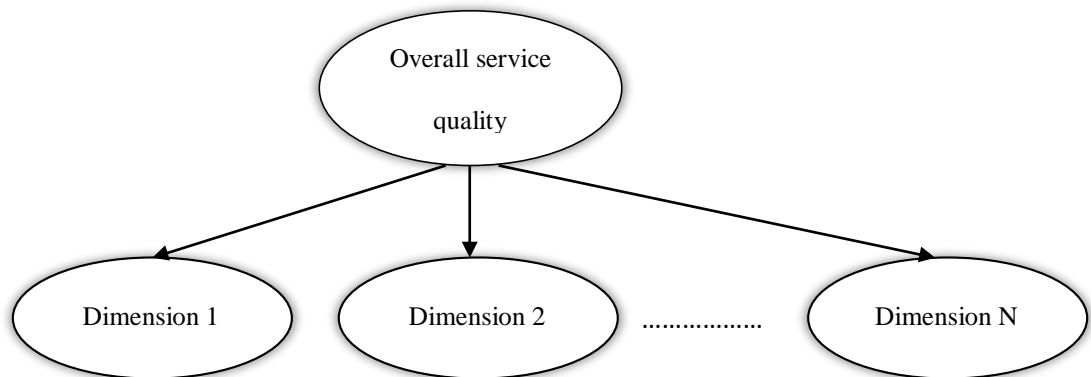 Overall service
quality
Dimension 1
Dimension 2
………………
Dimension N